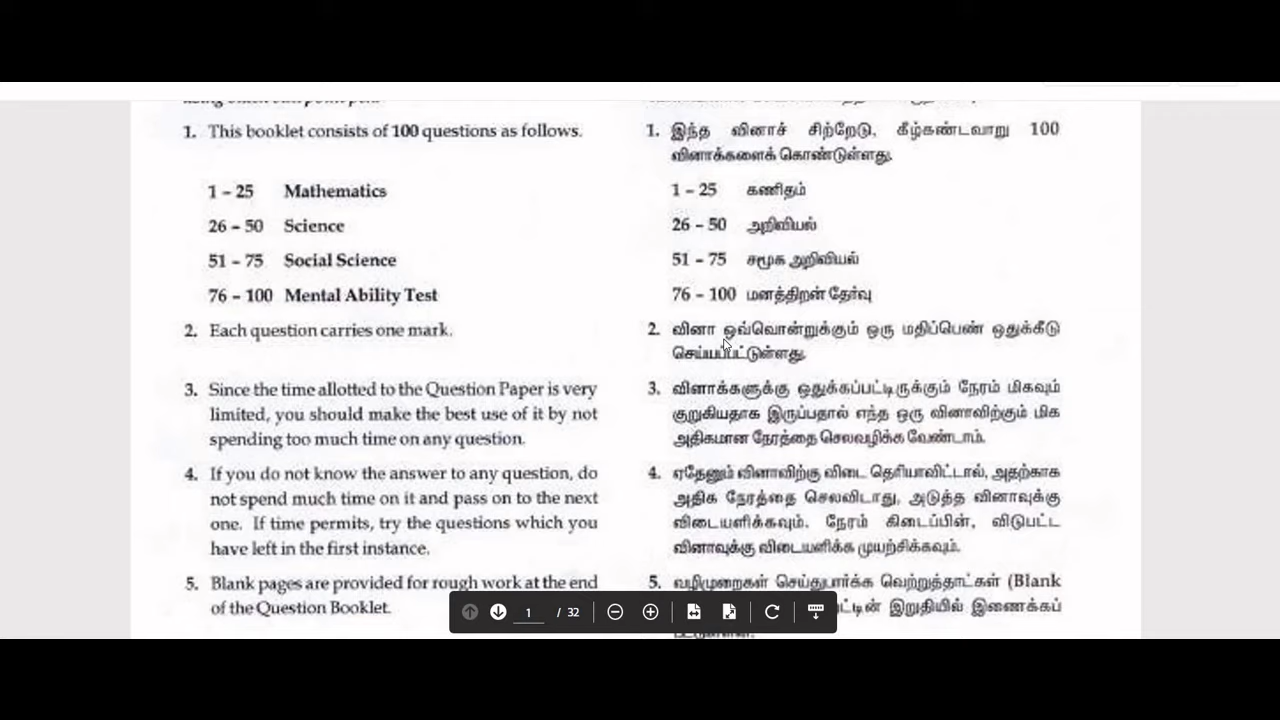 1. This booklet consists of 100 questions as follows.
1 – 25 Mathematics
26 – 50 Science
51 – 75 Social Science
76 – 100 Mental Ability Test
2. Each question carries one mark.
3. Since the time allotted to the Question Paper is very
limited, you should make the best use of it by not
spending too much time on any question.
4. If you do not know the answer to any question, do
not spend much time on it and pass on to the next
one. If time permits, try the questions which you
have left in the first instance.
5. Blank pages are provided for rough work at the end
of the Question Booklet.
1. இந்த வினாச் சிற்றேடு, கீழ்கண்டவாறு 100
வினாக்களைக் கொண்டுள்ளது.
1 – 25 கணிதம்
26 – 50 அறிவியல்
51 – 75 சமூக அறிவியல்
76 – 100 மனத்திறன் தேர்வு
2. வினா ஒவ்வொன்றுக்கும் ஒரு மதிப்பெண் ஒதுக்கீடு
செய்யப்பட்டுள்ளது.
3. வினாக்களுக்கு ஒதுக்கப்பட்டிருக்கும் நேரம் மிகவும்
குறுகியதாக இருப்பதால் எந்த ஒரு வினாவிற்கும் மிக
அதிகமான நேரத்தை செலவழிக்க வேண்டாம்.
4. ஏதேனும் வினாவிற்கு விடை தெரியாவிட்டால், அதற்காக
அதிக நேரத்தை செலவிடாது, அடுத்த வினாவுக்கு
விடையளிக்கவும். நேரம் கிடைப்பின், விடுபட்ட
வினாவுக்கு விடையளிக்க முயற்சிக்கவும்.
5. வழிமுறைகள் செய்துபார்க்க வெற்றுத்தாட்கள் (Blank
இறுதியில் இணைக்கப்
1 / 32